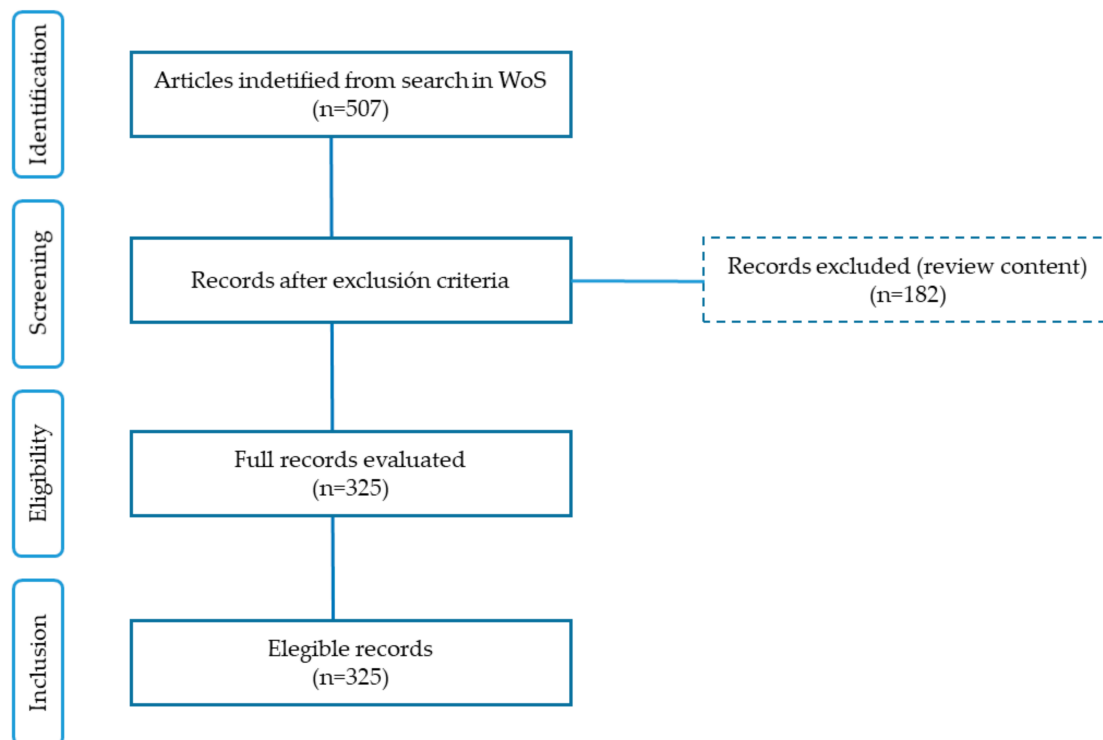 Identification
Articles indetified from search in WoS
(n=507)
Screening
Records after exclusión criteria
Records excluded (review content)
(n=182)
Eligibility
Full records evaluated
(n=325)
Inclusion
Elegible records
(n=325)